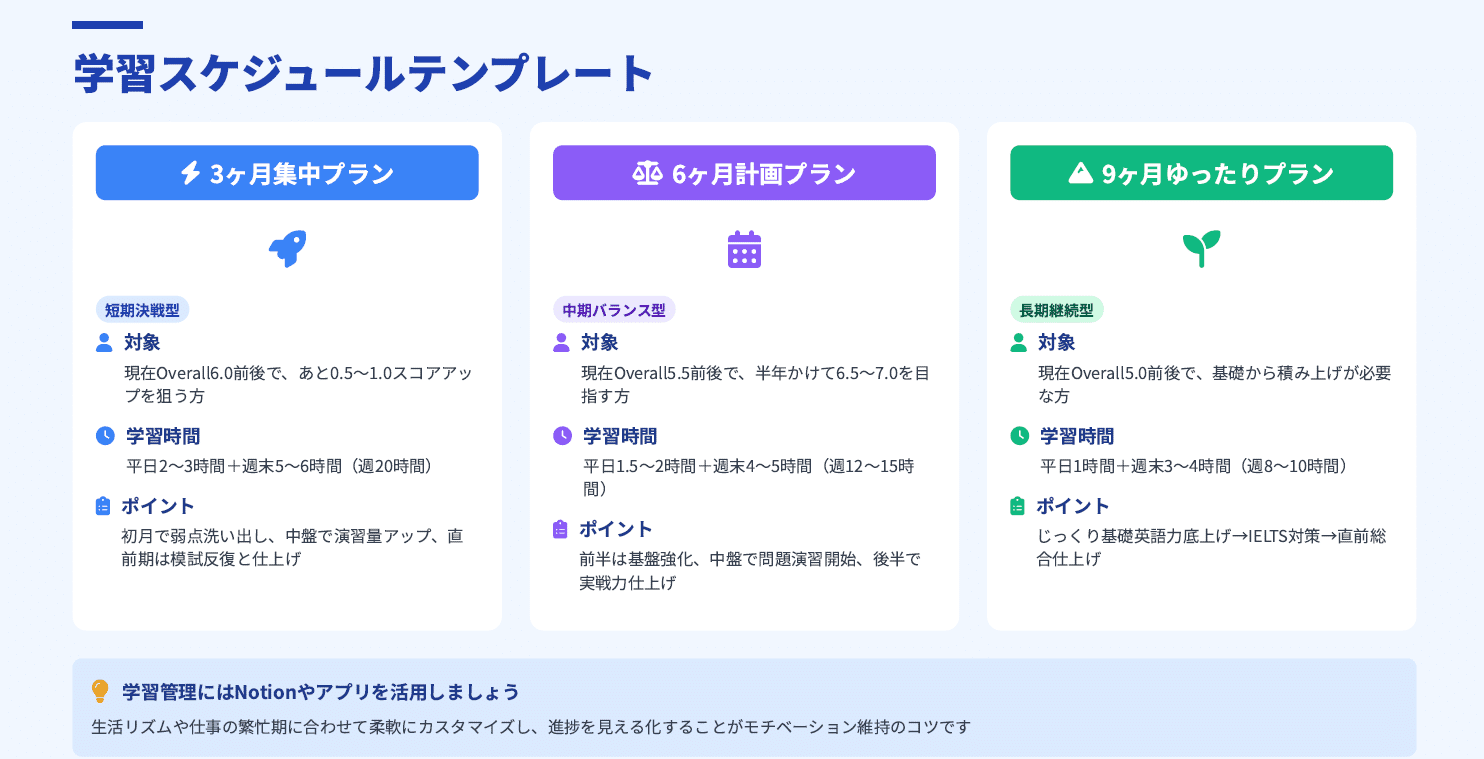 学習スケジュールテンプレート
3ヶ月集中プラン
短期決戦型
対象
現在Overall6.0前後で、あと0.5〜1.0スコアアッ
プを狙う方
学習時間
平日2〜3時間＋週末5〜6時間（週20時間）
ポイント
初月で弱点洗い出し、中盤で演習量アップ、直
前期は模試反復と仕上げ
6ヶ月計画プラン
中期バランス型
対象
現在Overall5.5前後で、半年かけて6.5〜7.0を目
指す方
学習時間
平日1.5〜2時間＋週末4〜5時間（週12〜15時
間）
ポイント
前半は基盤強化、中盤で問題演習開始、後半で
実戦力仕上げ
9ヶ月ゆったりプラン
長期継続型
対象
現在Overall5.0前後で、基礎から積み上げが必要
な方
学習時間
平日1時間＋週末3〜4時間（週8〜10時間）
ポイント
じっくり基礎英語力底上げ→IELTS対策→直前総
合仕上げ
学習管理にはNotionやアプリを活用しましょう
生活リズムや仕事の繁忙期に合わせて柔軟にカスタマイズし、進捗を見える化することがモチベーション維持のコツです